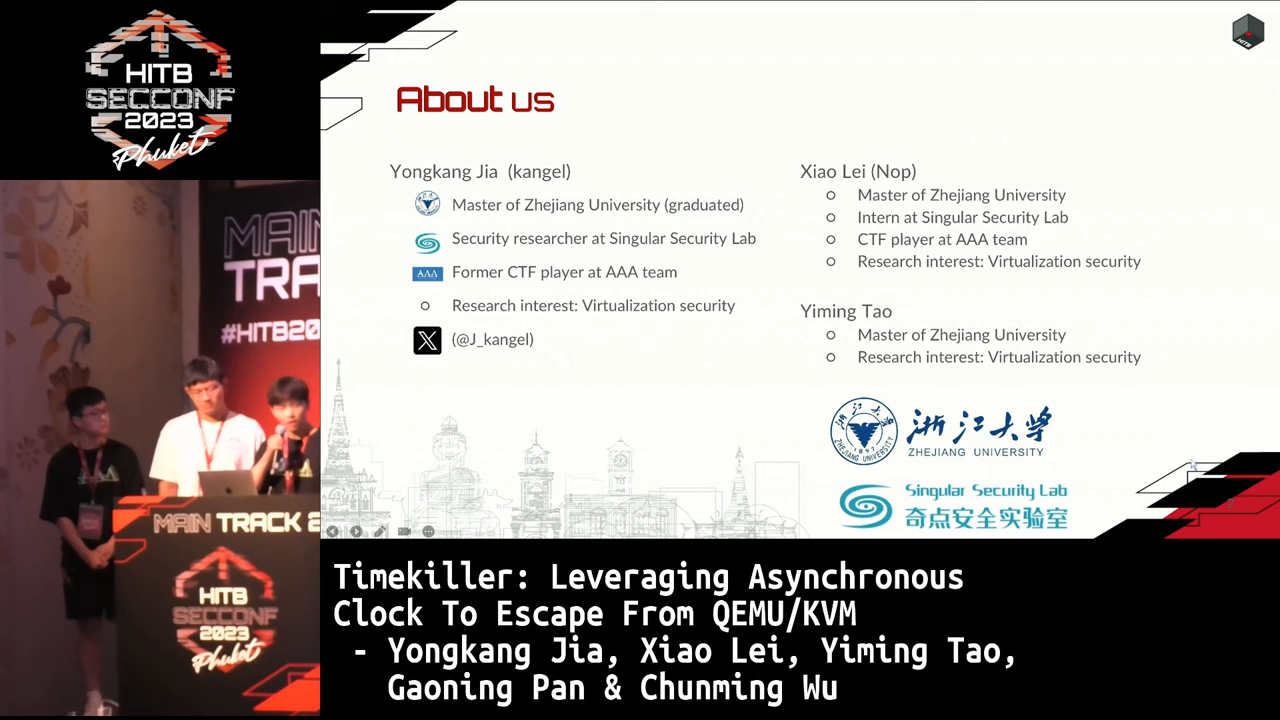 HITB
SECCONF
2023
Phuket
MAIN
TRA
#HITB20
MAIN TRACK 2
HITB
SECCONF
2023
Phuket
HITB
About us
Yongkang Jia (kangel)
Master of Zhejiang University (graduated)
Security researcher at Singular Security Lab
AAA
Former CTF player at AAA team
Research interest: Virtualization security
X
(@J_kangel)
Xiao Lei (Nop)
Master of Zhejiang University
Intern at Singular Security Lab
CTF player at AAA team
Research interest: Virtualization security
Yiming Tao
Master of Zhejiang University
Research interest: Virtualization security
ZHEJIANG UNIVERSITY
1897
浙江大学
ZHEJIANG UNIVERSITY
Singular Security Lab
奇点安全实验室
Timekiller: Leveraging Asynchronous
Clock To Escape From QEMU/KVM
- Yongkang Jia, Xiao Lei, Yiming Tao,
Gaoning Pan & Chunming Wu